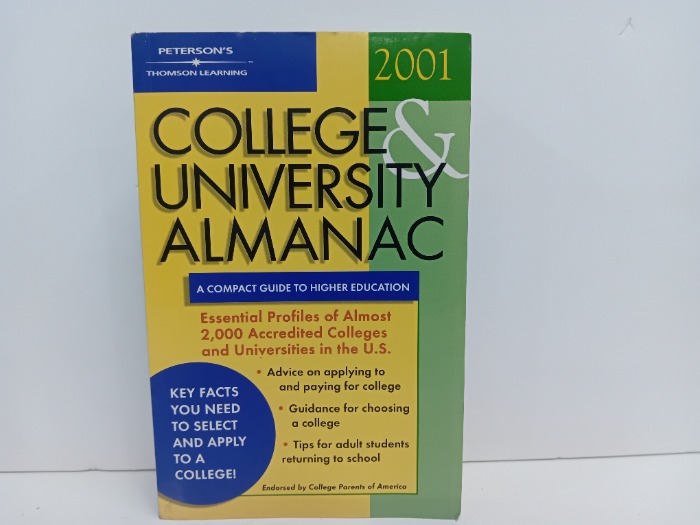 PETERSON'S
THOMSON LEARNING™
2001
COLLEGE &
UNIVERSITY
ALMANAC
A COMPACT GUIDE TO HIGHER EDUCATION
Essential Profiles of Almost
2,000 Accredited Colleges
and Universities in the U.S.
• Advice on applying to
and paying for college
• Guidance for choosing
a college
• Tips for adult students
returning to school
KEY FACTS
YOU NEED
TO SELECT
AND APPLY
TO A
COLLEGE!
Endorsed by College Parents of America